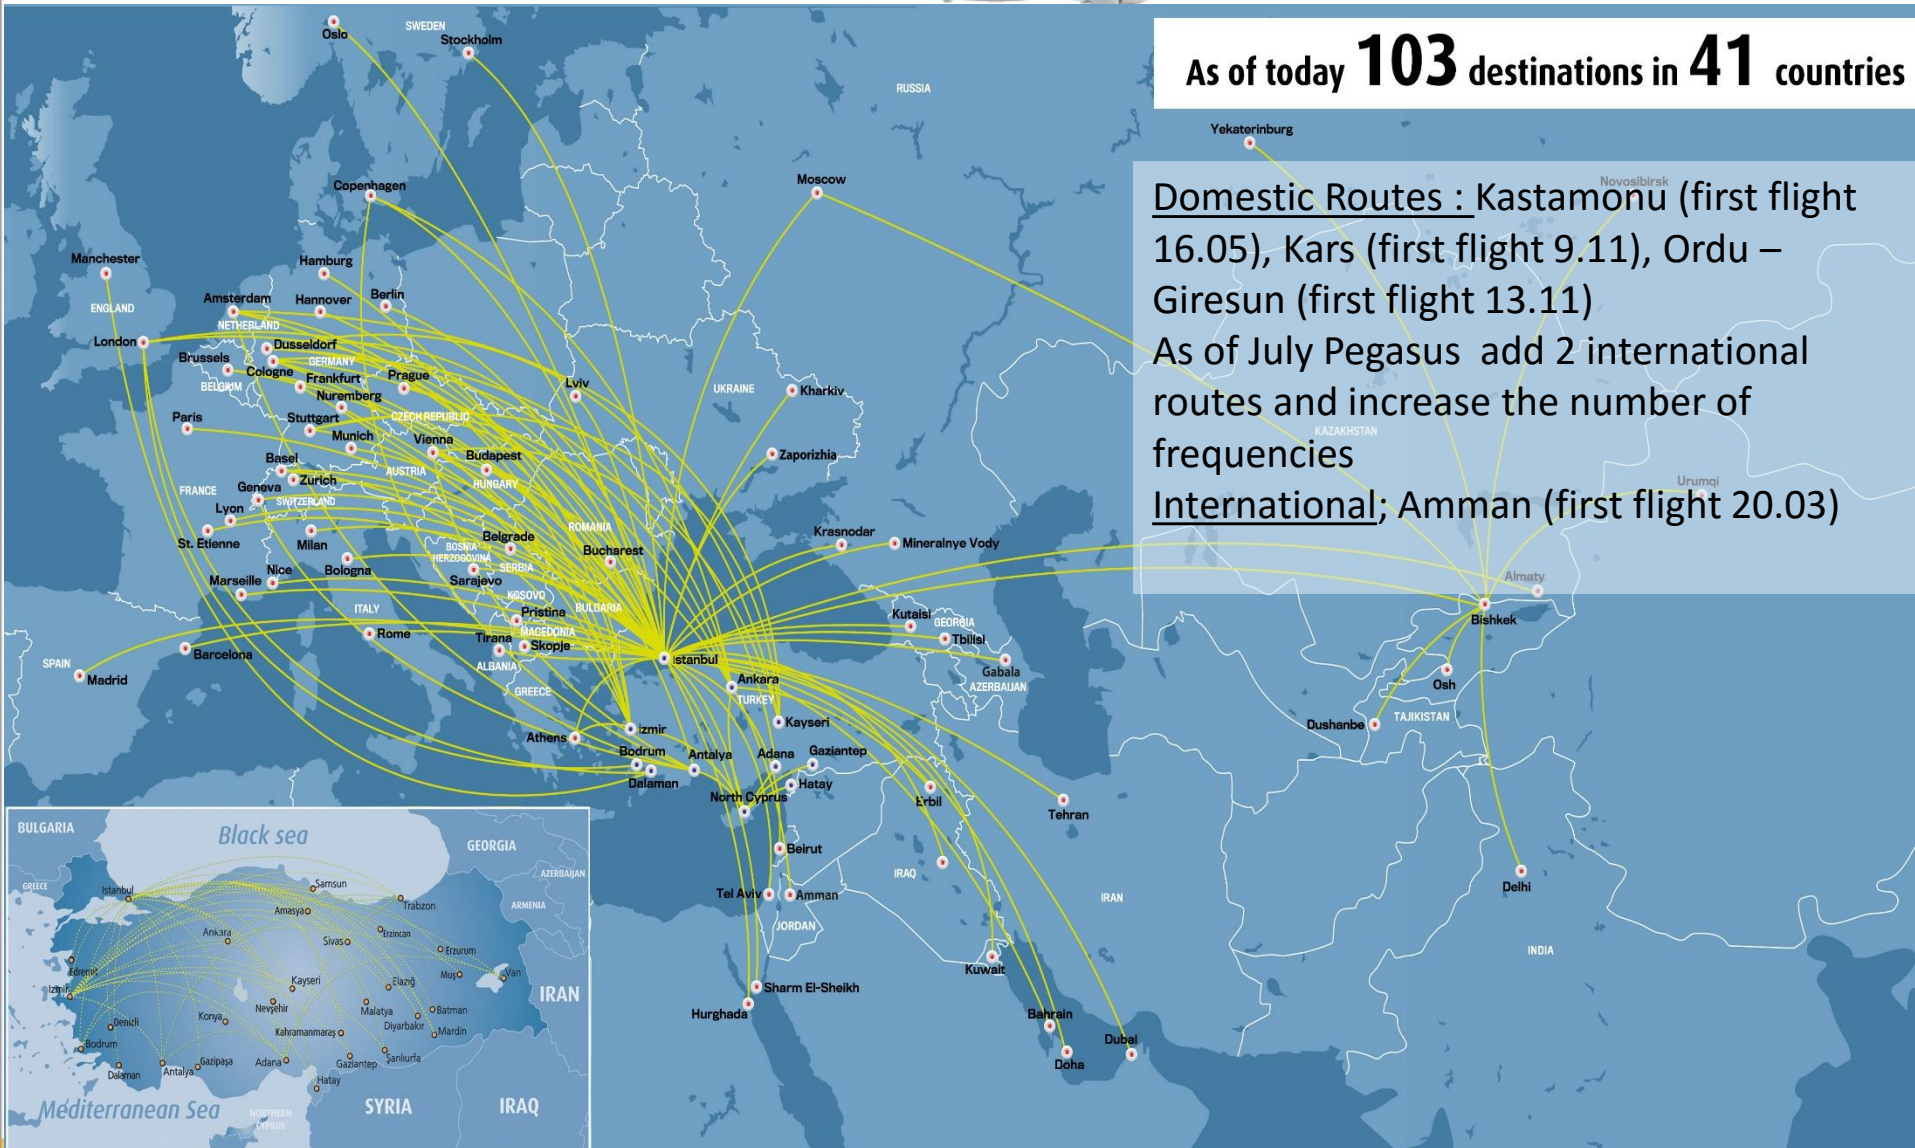 As of today 103 destinations in 41 countries
Domestic Routes : Kastamonu (first flight
16.05), Kars (first flight 9.11), Ordu –
Giresun (first flight 13.11)
As of July Pegasus add 2 international
routes and increase the number of
frequencies
International; Amman (first flight 20.03)
Oslo
SWEDEN
Stockholm
RUSSIA
Yekaterinburg
Novosibirsk
Moscow
Copenhagen
Manchester
Hamburg
Amsterdam
Hannover
Berlin
ENGLAND
NETHERLAND
London
Dusseldorf
Brussels
GERMANY
Cologne
Frankfurt
Prague
BELGIUM
Nuremberg
Lviv
UKRAINE
Kharkiv
Paris
Stuttgart
CZECH REPUBLIC
KAZAKHSTAN
Munich
Vienna
Basel
Budapest
Zaporizhia
AUSTRIA
Zurich
HUNGARY
Urumqi
FRANCE
Geneva
SWITZERLAND
Lyon
ROMANIA
St. Etienne
Milan
Belgrade
Krasnodar
Mineralnye Vody
BOSNIA
HERZOGOVINA
Bucharest
SERBIA
Nice
Bologna
Marseille
Sarajevo
Almaty
KOSOVO
ITALY
Pristina
BULGARIA
Kutaisi
GEORGIA
Bishkek
Rome
MACEDONIA
Tirana
Skopje
Tbilisi
Barcelona
SPAIN
Madrid
ALBANIA
Istanbul
Gabala
AZERBAIJAN
Ankara
TURKEY
Osh
GREECE
Kayseri
Dushanbe
TAJIKISTAN
Izmir
Athens
Bodrum
Antalya
Adana
Gaziantep
Dalaman
Hatay
North Cyprus
Erbil
Tehran
Beirut
IRAQ
Tel Aviv
Amman
IRAN
Delhi
JORDAN
INDIA
Kuwait
Sharm El-Sheikh
Hurghada
Bahrain
Dubai
Doha
BULGARIA
Black sea
GEORGIA
AZERBAIJAN
GREECE
Istanbul
Samsun
Trabzon
ARMENIA
Amasya
Ankara
Sivas
Erzincan
Erzurum
Edremit
Muş
Van
Izmir
Kayseri
Elazığ
IRAN
Nevşehir
Malatya
Batman
Denizli
Konya
Diyarbakır
Kahramanmaraş
Mardin
Bodrum
Gazipaşa
Adana
Gaziantep
Şanlıurfa
Dalaman
Antalya
Hatay
Mediterranean Sea
NORTHERN
CYPRUS
SYRIA
IRAQ